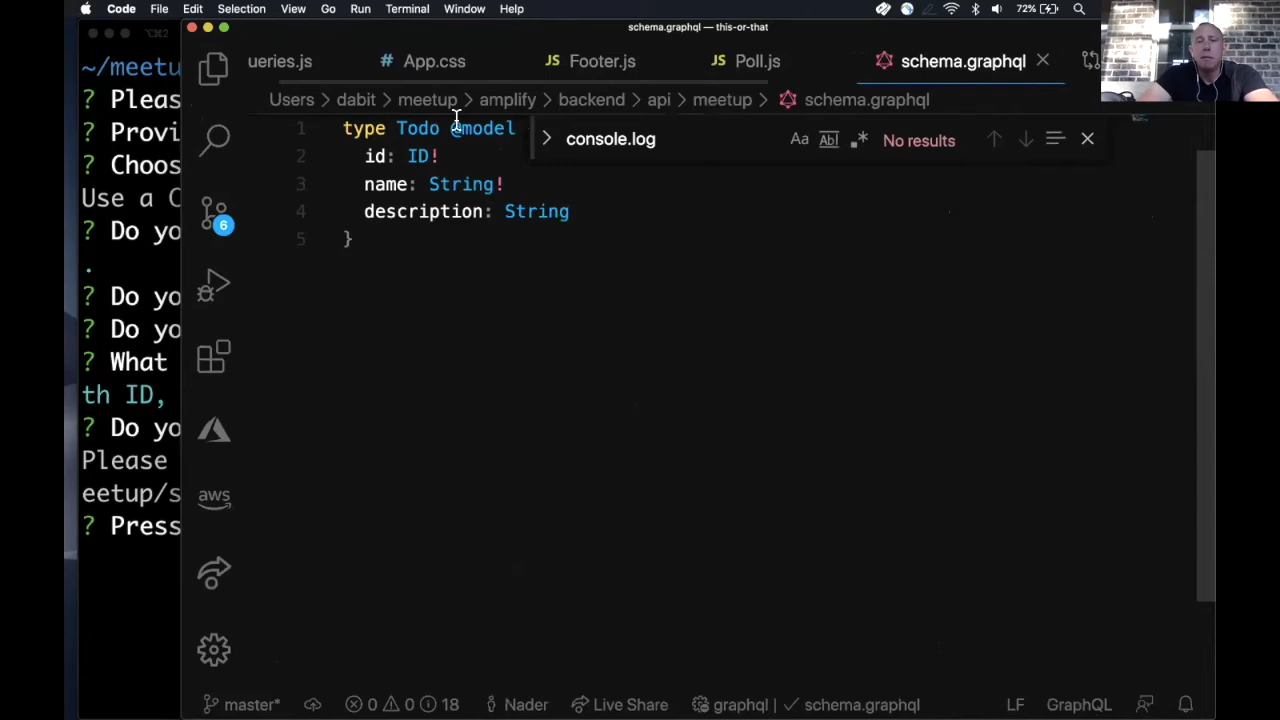 Code File Edit Selection View Go Run Terminal Window Help 72%
schema.graphql — this-or-that
⌥⌘2
ueries.js # App.css JS Footer.js JS Poll.js schema.graphql
Users > dabit > meetup > amplify > backend > api > meetup > schema.graphql
console.log Aa Abl .* No results
1 type Todo @model
2 id: ID!
3 name: String!
4 description: String
5 }
6
aws
~/meetu
? Pleas
? Provi
? Choos
Use a C
? Do yo
.
? Do yo
? Do yo
? What
th ID,
? Do yo
Please
eetup/s
? Press
master* 0 0 18 Nader Live Share graphql | ✓ schema.graphql LF GraphQL